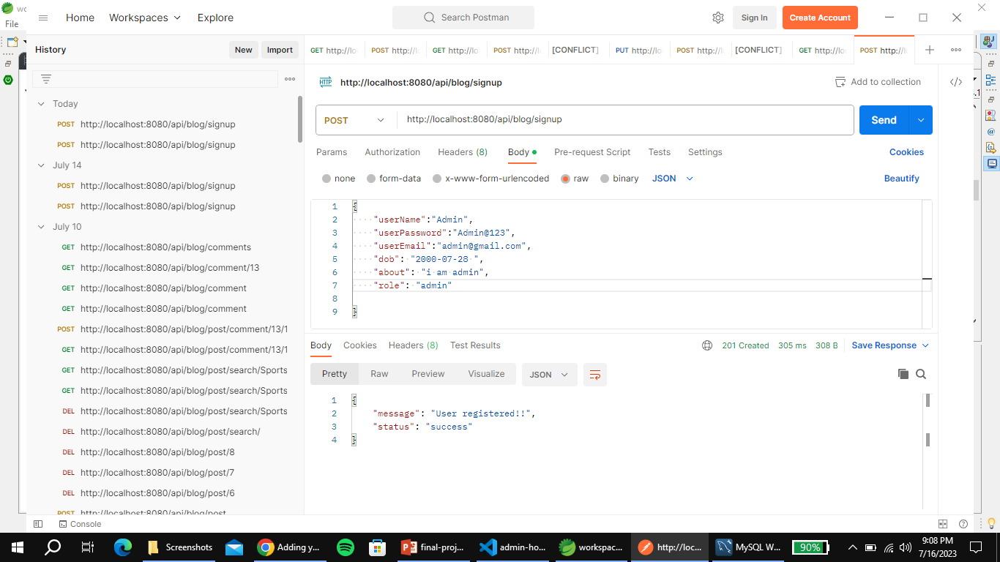 wo
File
Home
Workspaces
Explore
Search Postman
Sign In
Create Account
History
New
Import
GET http://lo
POST http://l
GET http://lo
POST http://l
[CONFLICT]
PUT http://lo
POST http://l
[CONFLICT]
GET http://lo
POST http://l
Today
POST http://localhost:8080/api/blog/signup
POST http://localhost:8080/api/blog/signup
July 14
POST http://localhost:8080/api/blog/signup
POST http://localhost:8080/api/blog/signup
July 10
GET http://localhost:8080/api/blog/comments
GET http://localhost:8080/api/blog/comment/13
GET http://localhost:8080/api/blog/comment
GET http://localhost:8080/api/blog/comment
POST http://localhost:8080/api/blog/post/comment/13/1
GET http://localhost:8080/api/blog/post/comment/13/1
GET http://localhost:8080/api/blog/post/search/Sports
GET http://localhost:8080/api/blog/post/search/Sports
DEL http://localhost:8080/api/blog/post/search/Sports
DEL http://localhost:8080/api/blog/post/search/
DEL http://localhost:8080/api/blog/post/8
DEL http://localhost:8080/api/blog/post/7
DEL http://localhost:8080/api/blog/post/6
POST http://localhost:8080/api/blog/post
HTTP http://localhost:8080/api/blog/signup
Add to collection
POST
http://localhost:8080/api/blog/signup
Send
Params
Authorization
Headers (8)
Body
Pre-request Script
Tests
Settings
Cookies
none
form-data
x-www-form-urlencoded
raw
binary
JSON
Beautify
1 {
2 "userName":"Admin",
3 "userPassword":"Admin@123",
4 "userEmail":"admin@gmail.com",
5 "dob": "2000-07-28 ",
6 "about": "i am admin",
7 "role": "admin"
8
9 }
Body
Cookies
Headers (8)
Test Results
201 Created
305 ms
308 B
Save Response
Pretty
Raw
Preview
Visualize
JSON
1 {
2 "message": "User registered!!",
3 "status": "success"
4 }
Console
Screenshots
Adding y...
final-proj...
admin-ho...
workspac...
http://loc...
MySQL W...
90%
9:08 PM
7/16/2023